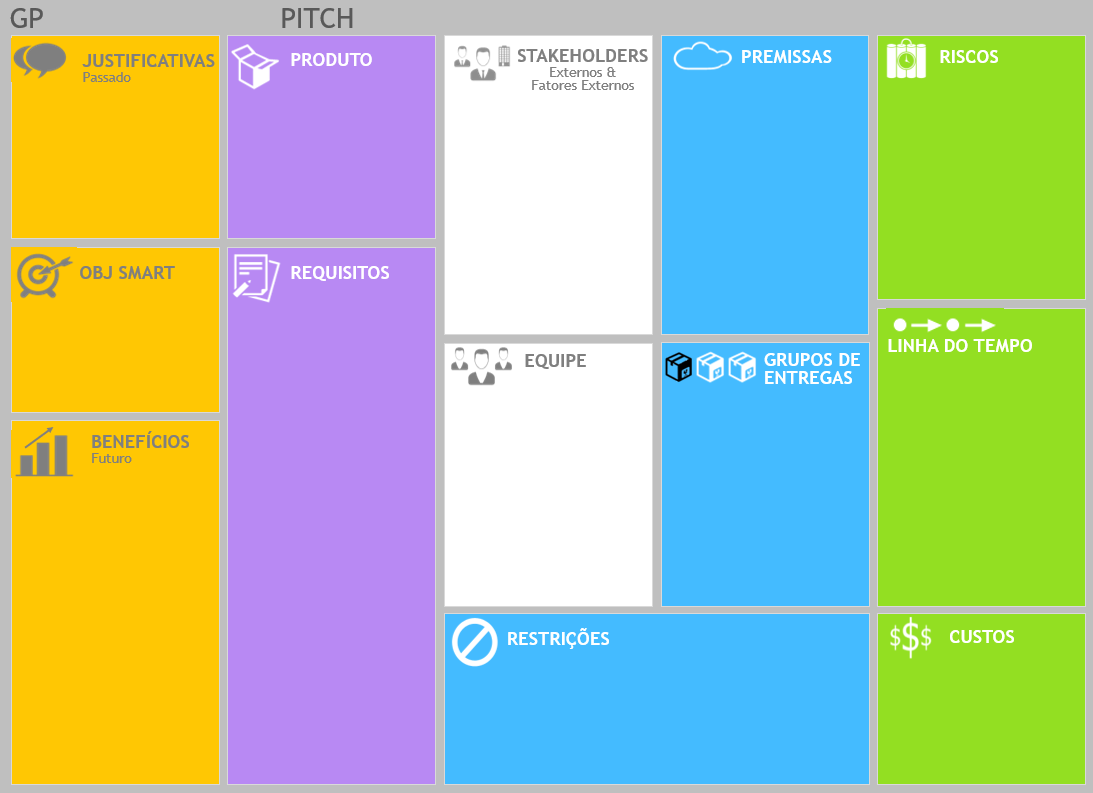 GP
PITCH
JUSTIFICATIVAS
Passado
OBJ SMART
BENEFÍCIOS
Futuro
PRODUTO
REQUISITOS
STAKEHOLDERS
Externos &
Fatores Externos
EQUIPE
PREMISSAS
GRUPOS DE
ENTREGAS
RESTRIÇÕES
RISCOS
LINHA DO TEMPO
$$$
CUSTOS